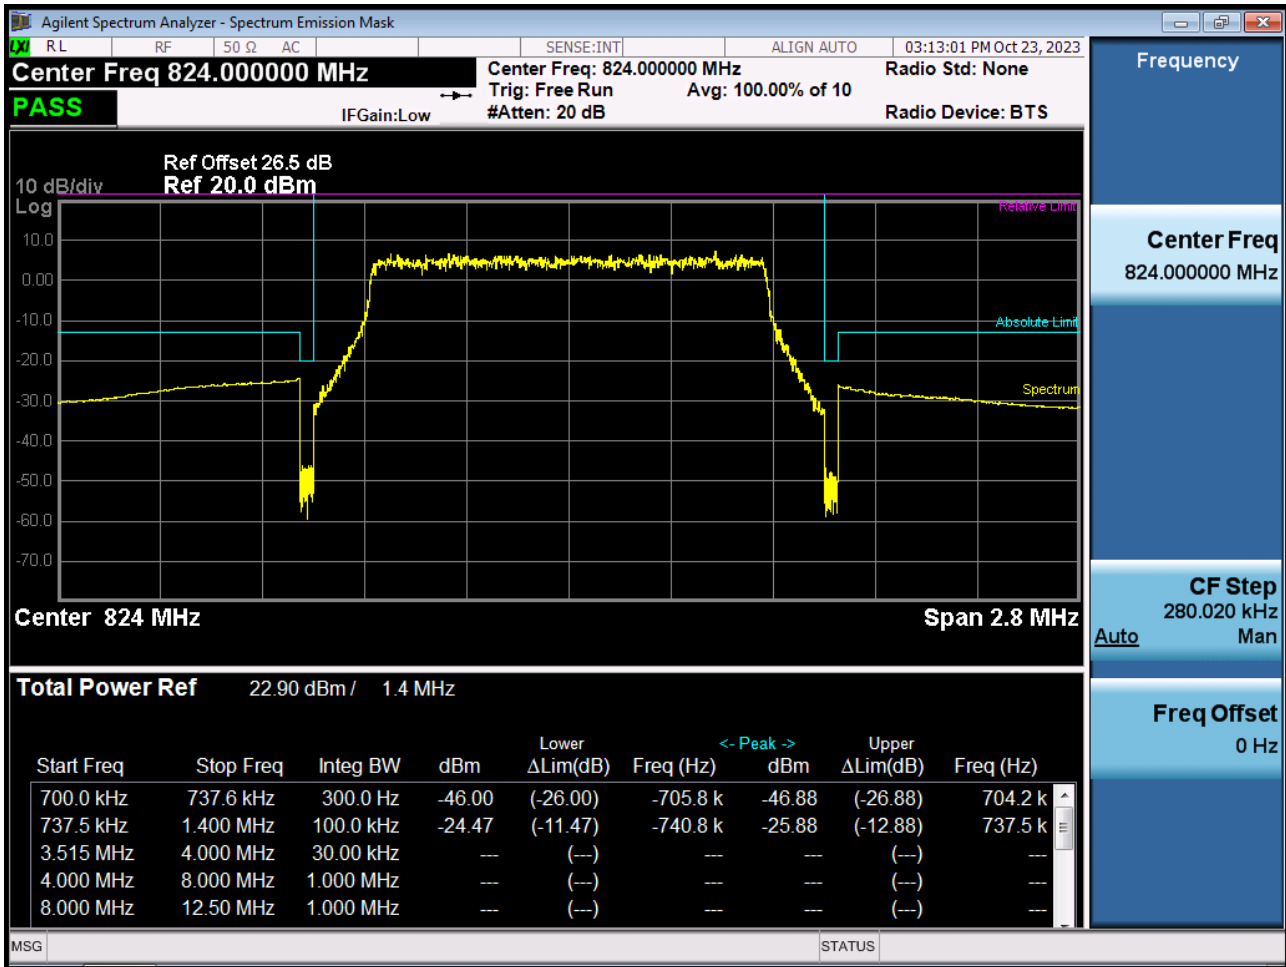 Agilent Spectrum Analyzer - Spectrum Emission Mask
LXI RL RF 50 Ω AC SENSE:INT ALIGN AUTO 03:13:01 PM Oct 23, 2023
Center Freq 824.000000 MHz
Center Freq: 824.000000 MHz Radio Std: None
Trig: Free Run Avg: 100.00% of 10
PASS
IFGain:Low #Atten: 20 dB Radio Device: BTS
Ref Offset 26.5 dB
10 dB/div Ref 20.0 dBm
Log
Relative Limit
10.0
0.00
-10.0
Absolute Limit
-20.0
Spectrum
-30.0
-40.0
-50.0
-60.0
-70.0
Center 824 MHz Span 2.8 MHz
Total Power Ref 22.90 dBm / 1.4 MHz
Lower <- Peak -> Upper
Start Freq Stop Freq Integ BW dBm ΔLim(dB) Freq (Hz) dBm ΔLim(dB) Freq (Hz)
700.0 kHz 737.6 kHz 300.0 Hz -46.00 (-26.00) -705.8 k -46.88 (-26.88) 704.2 k
737.5 kHz 1.400 MHz 100.0 kHz -24.47 (-11.47) -740.8 k -25.88 (-12.88) 737.5 k
3.515 MHz 4.000 MHz 30.00 kHz --- (---) --- --- (---) ---
4.000 MHz 8.000 MHz 1.000 MHz --- (---) --- --- (---) ---
8.000 MHz 12.50 MHz 1.000 MHz --- (---) --- --- (---) ---
MSG STATUS
Frequency
Center Freq
824.000000 MHz
CF Step
280.020 kHz
Auto Man
Freq Offset
0 Hz